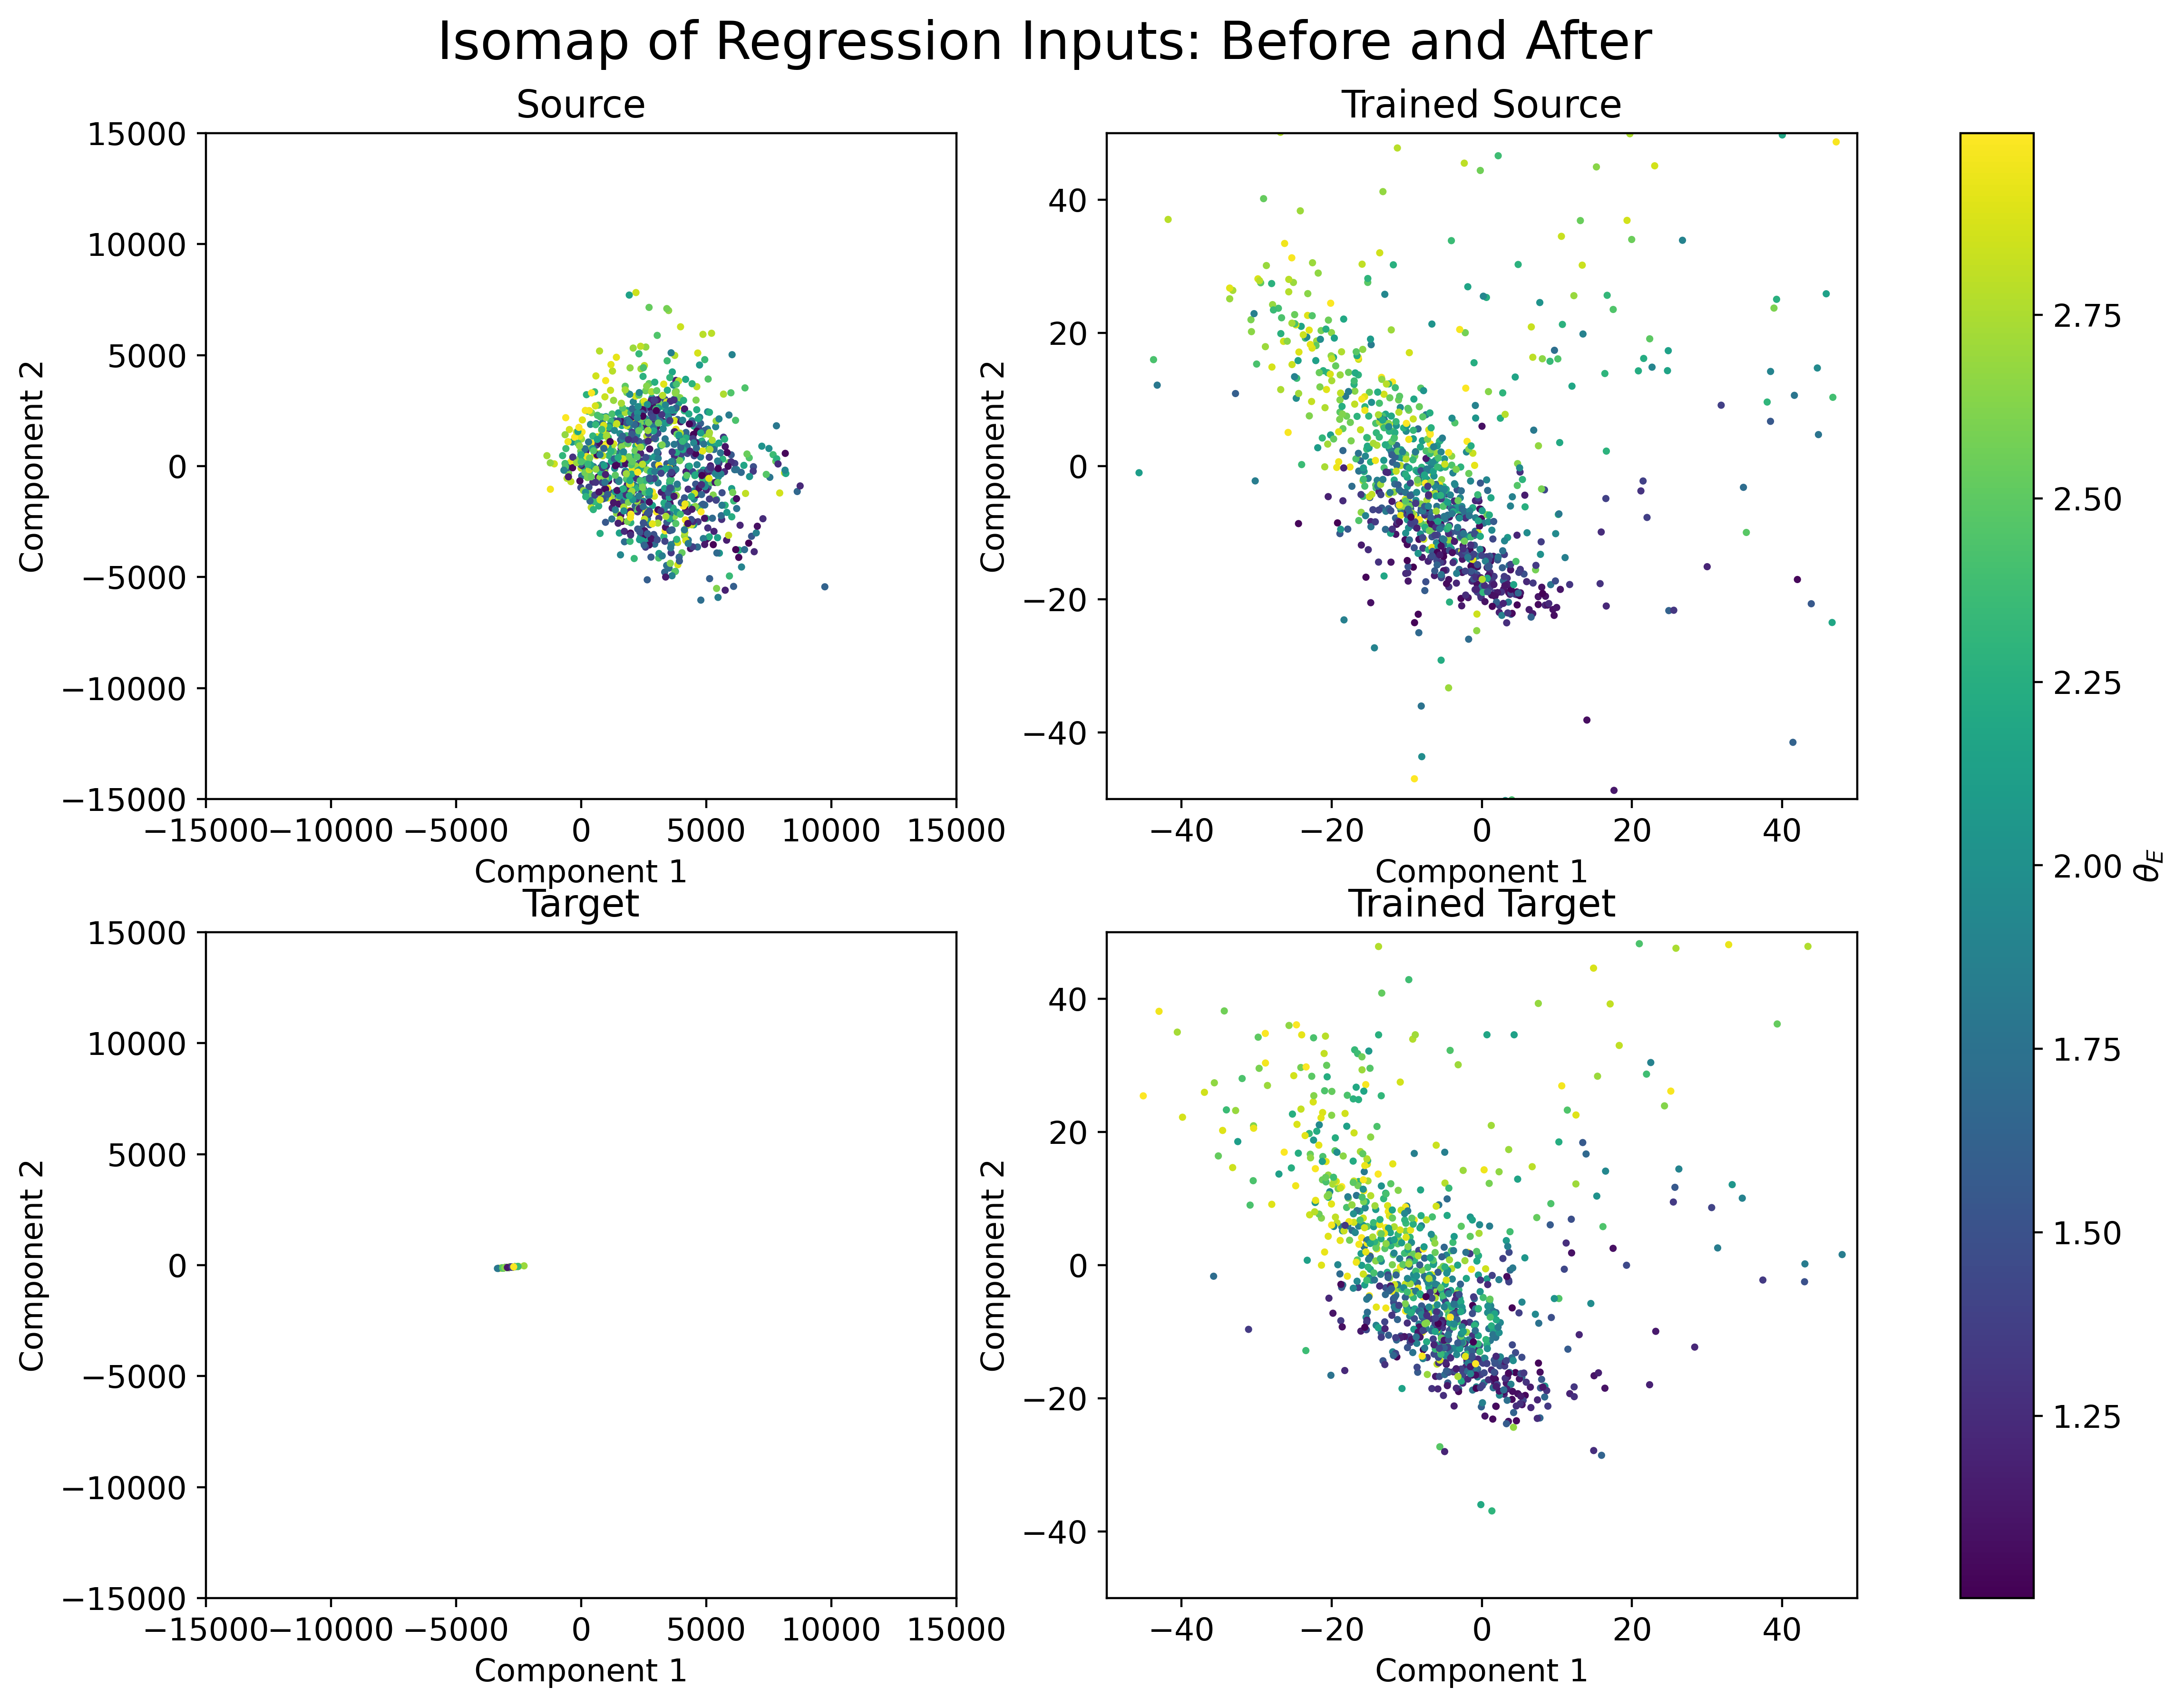 Isomap of Regression Inputs: Before and After
Source
Trained Source
15000
10000
5000
0
−5000
−10000
−15000
Component 2
−15000 −10000 −5000 0 5000 10000 15000
Component 1
40
20
0
−20
−40
Component 2
−40 −20 0 20 40
Component 1
Target
Trained Target
15000
10000
5000
0
−5000
−10000
−15000
Component 2
−15000 −10000 −5000 0 5000 10000 15000
Component 1
40
20
0
−20
−40
Component 2
−40 −20 0 20 40
Component 1
2.75
2.50
2.25
2.00
1.75
1.50
1.25
θE